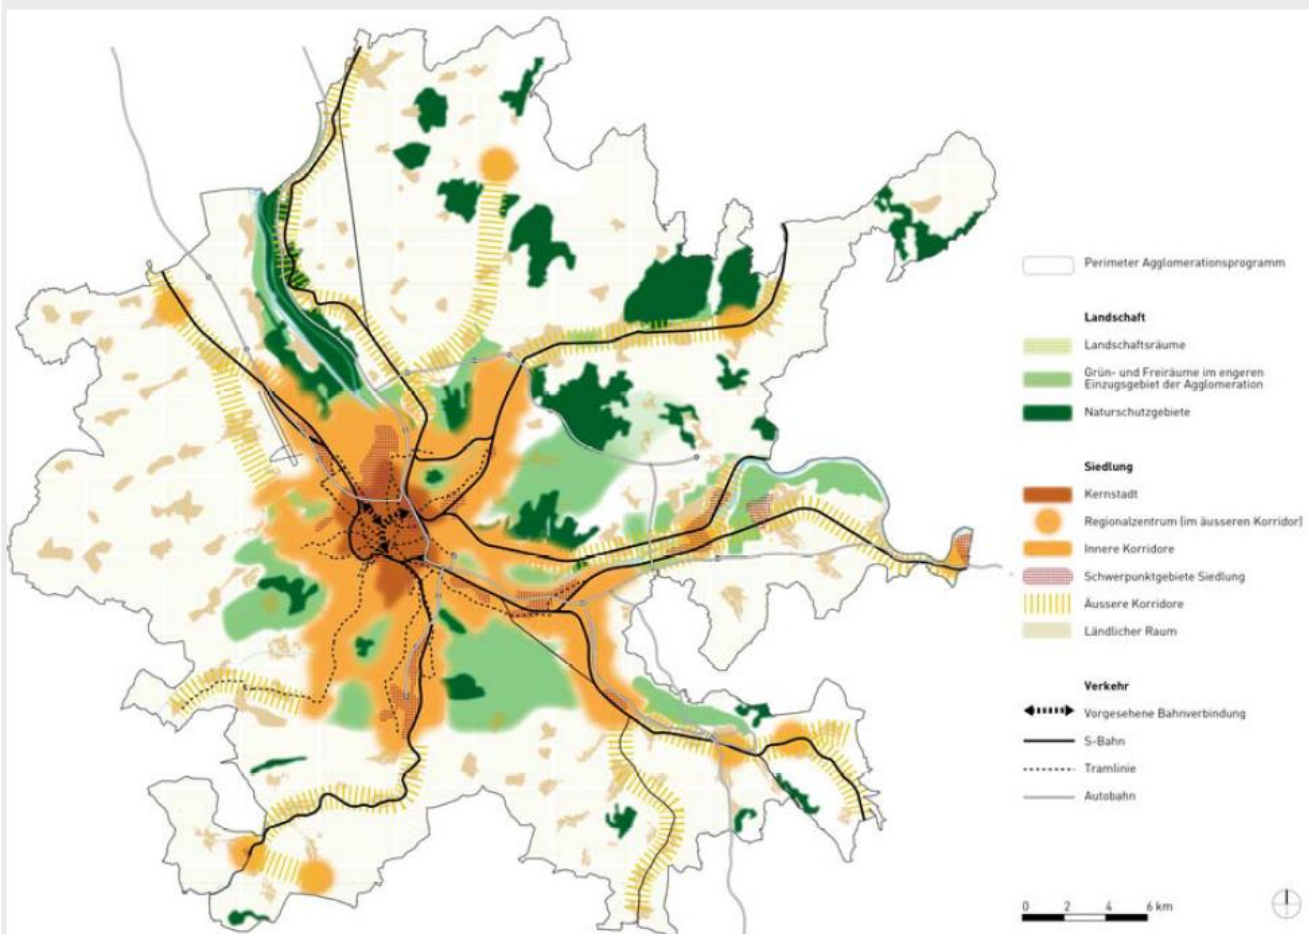 Perimeter Agglomerationsprogramm
Landschaft
Landschaftsräume
Grün- und Freiräume im engeren
Einzugsgebiet der Agglomeration
Naturschutzgebiete
Siedlung
Kernstadt
Regionalzentrum (im äusseren Korridor)
Innere Korridore
Schwerpunktgebiete Siedlung
Äussere Korridore
Ländlicher Raum
Verkehr
Vorgesehene Bahnverbindung
S-Bahn
Tramlinie
Autobahn
0 2 4 6 km